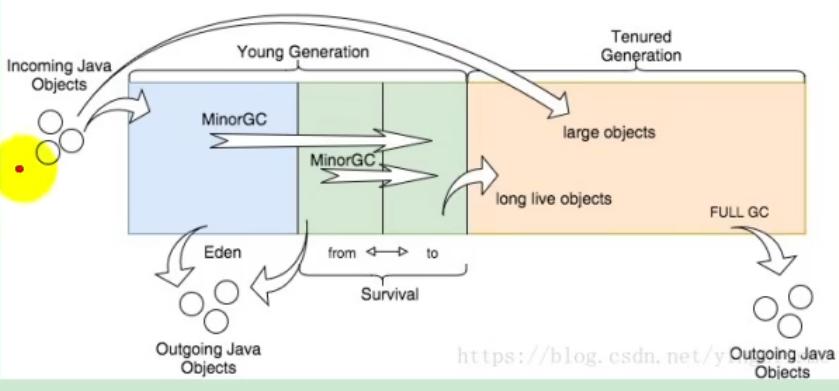 Young Generation
Tenured
Generation
Incoming Java
Objects
MinorGC
MinorGC
large objects
long live objects
FULL GC
Eden
from
to
Survival
Outgoing Java
Objects
https://blog.csdn.net/
Outgoing Java
Objects